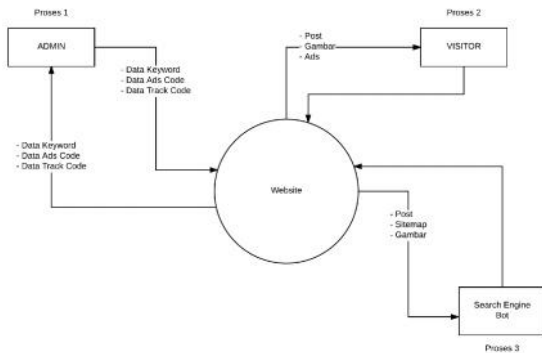 Proses 1
ADMIN
- Data Keyword
- Data Ads Code
- Data Track Code
- Data Keyword
- Data Ads Code
- Data Track Code
Proses 2
VISITOR
- Post
- Gambar
- Ads
Website
- Post
- Sitemap
- Gambar
Search Engine
Bot
Proses 3